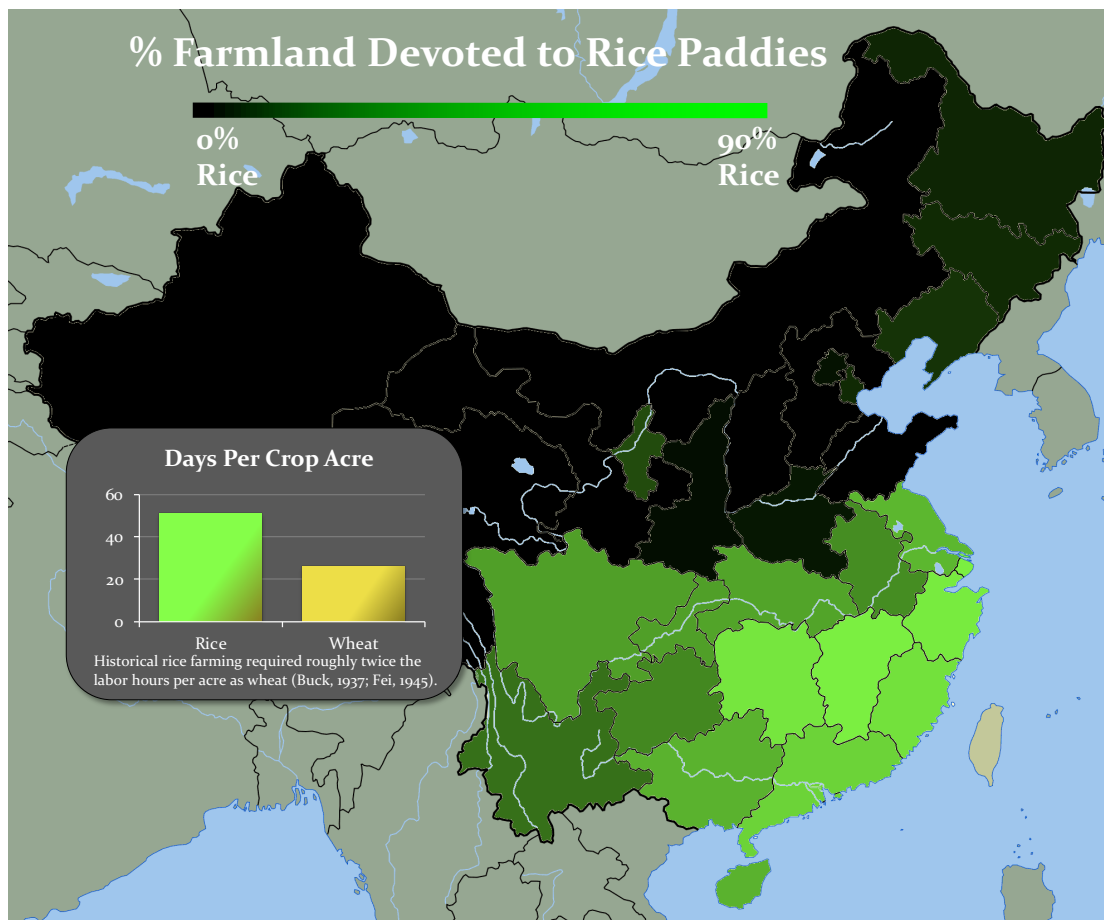 % Farmland Devoted to Rice Paddies
0%
Rice
90%
Rice
Days Per Crop Acre
60
40
20
0
Rice
Wheat
Historical rice farming required roughly twice the
labor hours per acre as wheat (Buck, 1937; Fei, 1945).